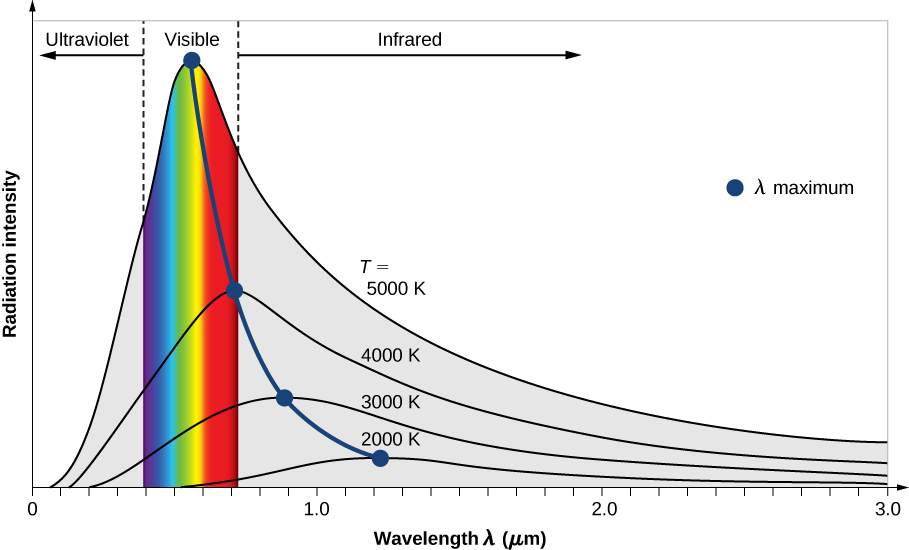 Ultraviolet
Visible
Infrared
λ maximum
T =
5000 K
4000 K
3000 K
2000 K
Radiation intensity
0
1.0
2.0
3.0
Wavelength λ (μm)